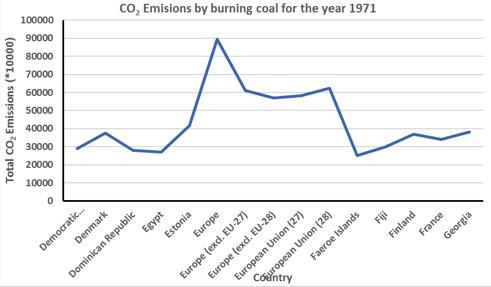 CO₂ Emisions by burning coal for the year 1971
Total CO₂ Emissions (*10000)
100000
90000
80000
70000
60000
50000
40000
30000
20000
10000
0
Democratic...
Denmark
Dominican Republic
Egypt
Estonia
Europe
Europe (excl. EU-27)
Europe (excl. EU-28)
European Union (27)
European Union (28)
Faeroe Islands
Fiji
Finland
France
Georgia
Country